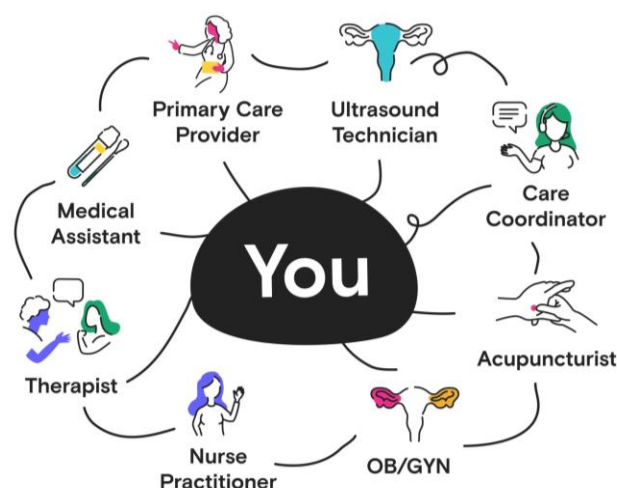 Primary Care
Provider
Ultrasound
Technician
Care
Coordinator
Medical
Assistant
You
Acupuncturist
Therapist
OB/GYN
Nurse
Practitioner